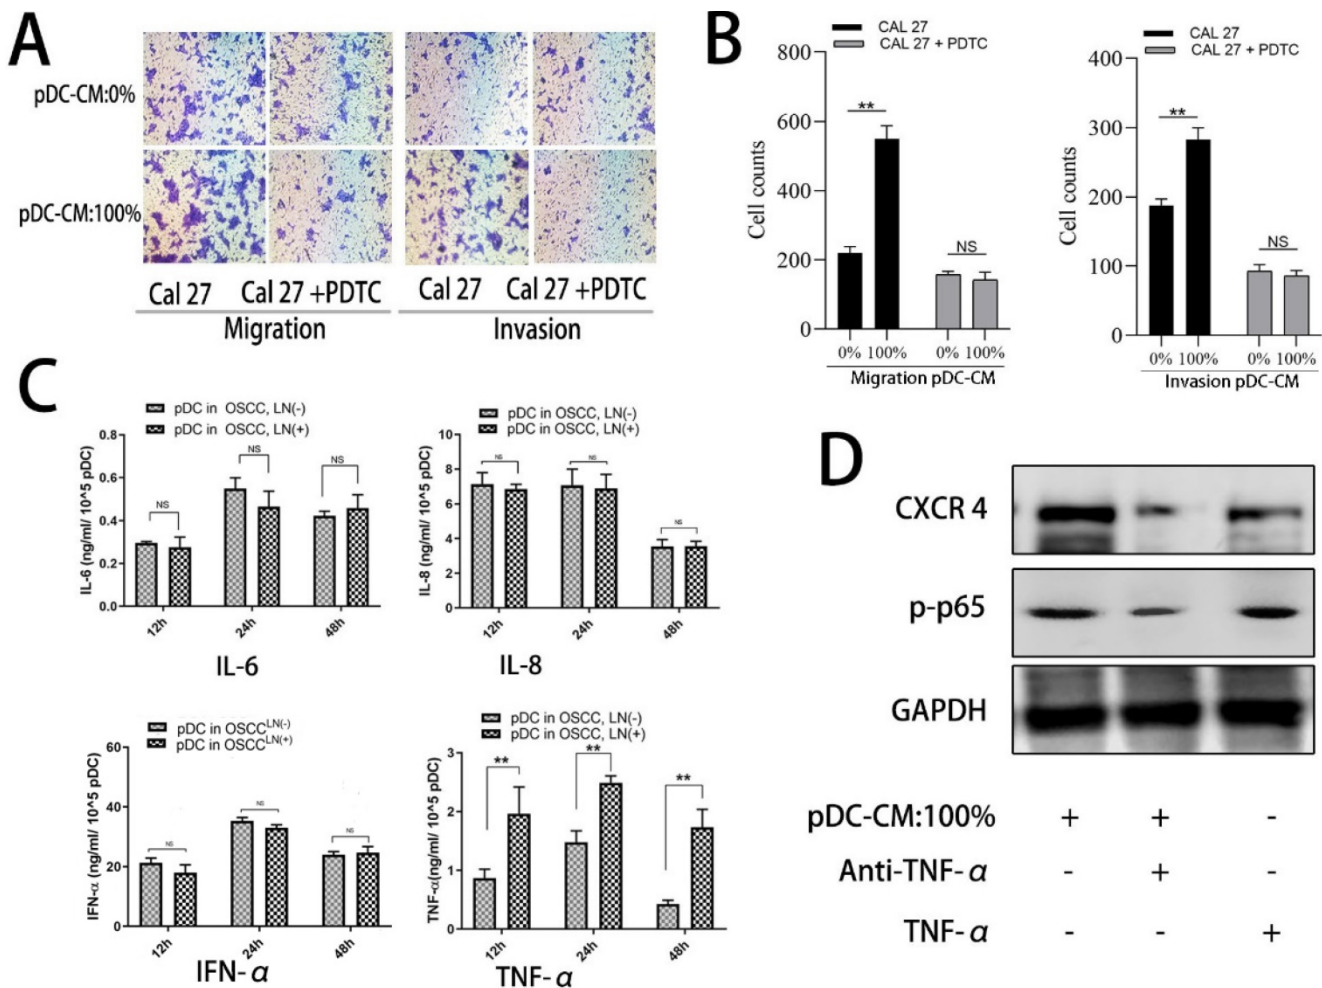 A
pDC-CM:0%
pDC-CM:100%
Cal 27 Cal 27 +PDTC Cal 27 Cal 27 +PDTC
Migration Invasion
B
CAL 27
CAL 27 + PDTC
Cell counts
800
600
400
200
0
**
NS
0% 100% 0% 100%
Migration pDC-CM
CAL 27
CAL 27 + PDTC
Cell counts
400
300
200
100
0
**
NS
0% 100% 0% 100%
Invasion pDC-CM
C
pDC in OSCC, LN(-)
pDC in OSCC, LN(+)
IL-6 (ng/ml/ 10^5 pDC)
0.8
0.6
0.4
0.2
0.0
NS
NS
NS
12h 24h 48h
IL-6
pDC in OSCC, LN(-)
pDC in OSCC, LN(+)
IL-8 (ng/ml/ 10^5 pDC)
10
8
6
4
2
0
NS
NS
NS
12h 24h 48h
IL-8
pDC in OSCC^LN(-)
pDC in OSCC^LN(+)
IFN-α (ng/ml/ 10^5 pDC)
60
40
20
0
NS
NS
NS
12h 24h 48h
IFN-α
pDC in OSCC, LN(-)
pDC in OSCC, LN(+)
TNF-α(ng/ml/ 10^5 pDC)
3
2
1
0
**
**
**
12h 24h 48h
TNF-α
D
CXCR 4
p-p65
GAPDH
pDC-CM:100% + + -
Anti-TNF-α - + -
TNF-α - - +